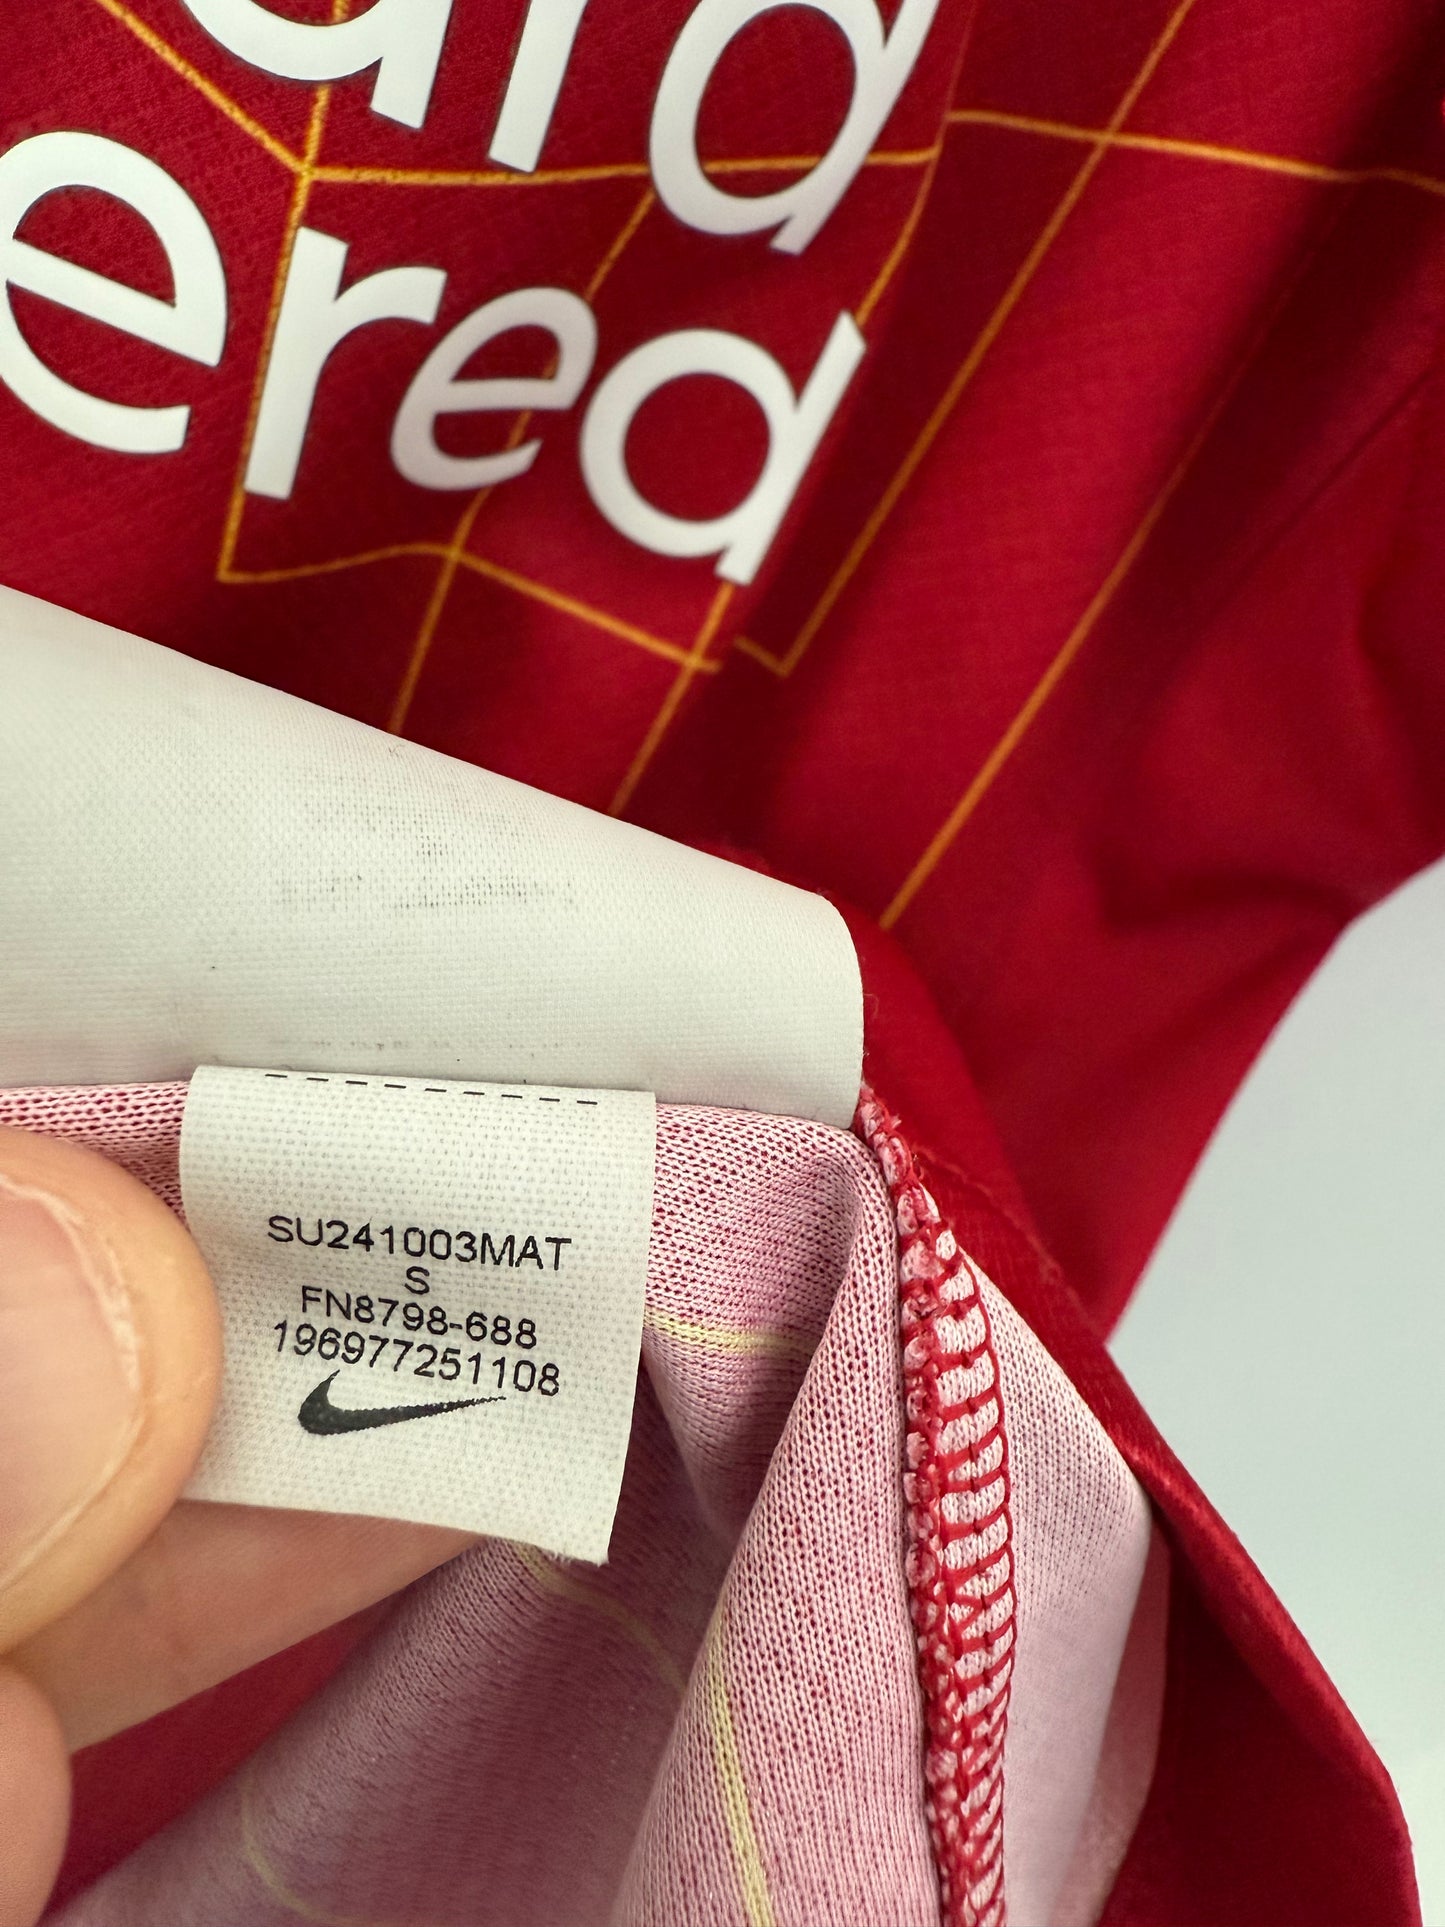 ard
ered
SU241003MAT
S
FN8798-688
196977251108